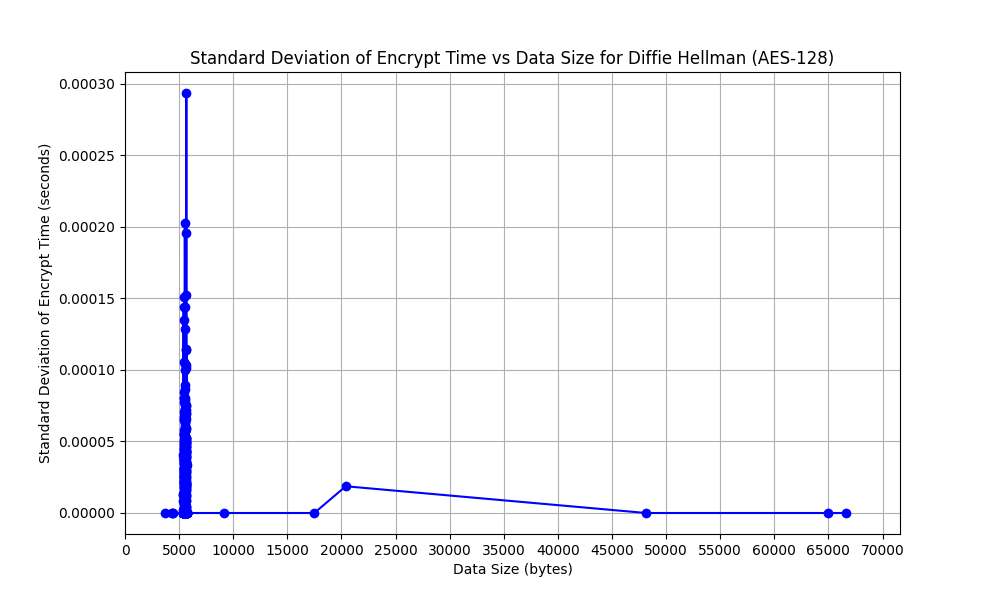 Standard Deviation of Encrypt Time vs Data Size for Diffie Hellman (AES-128)
Standard Deviation of Encrypt Time (seconds)
0.00030
0.00025
0.00020
0.00015
0.00010
0.00005
0.00000
0 5000 10000 15000 20000 25000 30000 35000 40000 45000 50000 55000 60000 65000 70000
Data Size (bytes)